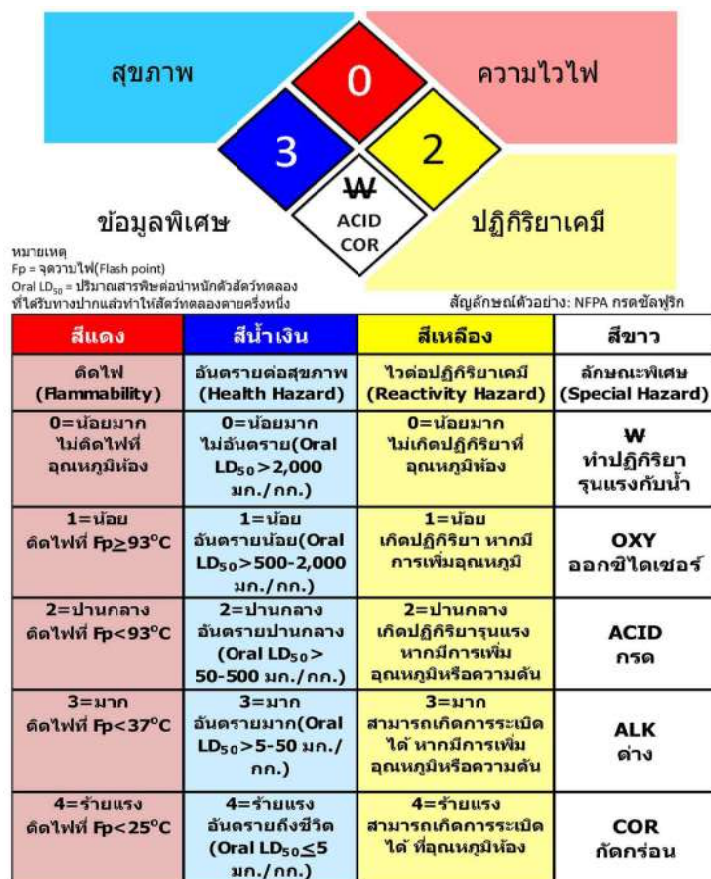 สุขภาพ
0
ความไวไฟ
3
2
W
ACID
COR
ข้อมูลพิเศษ
ปฏิกิริยาเคมี
หมายเหตุ
Fp = จุดวาบไฟ(Flash point)
Oral LD₅₀ = ปริมาณสารพิษต่อน้ำหนักตัวสัตว์ทดลอง
ที่ได้รับทางปากแล้วทำให้สัตว์ทดลองตายครึ่งหนึ่ง
สัญลักษณ์ตัวอย่าง: NFPA กรดซัลฟูริก
สีแดง
สีน้ำเงิน
สีเหลือง
สีขาว
ติดไฟ
(Flammability)
อันตรายต่อสุขภาพ
(Health Hazard)
ไวต่อปฏิกิริยาเคมี
(Reactivity Hazard)
ลักษณะพิเศษ
(Special Hazard)
0=น้อยมาก
ไม่ติดไฟที่
อุณหภูมิห้อง
0=น้อยมาก
ไม่อันตราย(Oral
LD₅₀>2,000
มก./กก.)
0=น้อยมาก
ไม่เกิดปฏิกิริยาที่
อุณหภูมิห้อง
W
ทำปฏิกิริยา
รุนแรงกับน้ำ
1=น้อย
ติดไฟที่ Fp≥93°C
1=น้อย
อันตรายน้อย(Oral
LD₅₀>500-2,000
มก./กก.)
1=น้อย
เกิดปฏิกิริยา หากมี
การเพิ่มอุณหภูมิ
OXY
ออกซิไดเซอร์
2=ปานกลาง
ติดไฟที่ Fp<93°C
2=ปานกลาง
อันตรายปานกลาง
(Oral LD₅₀>
50-500 มก./กก.)
2=ปานกลาง
เกิดปฏิกิริยารุนแรง
หากมีการเพิ่ม
อุณหภูมิหรือความดัน
ACID
กรด
3=มาก
ติดไฟที่ Fp<37°C
3=มาก
อันตรายมาก(Oral
LD₅₀>5-50 มก./
กก.)
3=มาก
สามารถเกิดการระเบิด
ได้ หากมีการเพิ่ม
อุณหภูมิหรือความดัน
ALK
ด่าง
4=ร้ายแรง
ติดไฟที่ Fp<25°C
4=ร้ายแรง
อันตรายถึงชีวิต
(Oral LD₅₀≤5
มก./กก.)
4=ร้ายแรง
สามารถเกิดการระเบิด
ได้ ที่อุณหภูมิห้อง
COR
กัดกร่อน